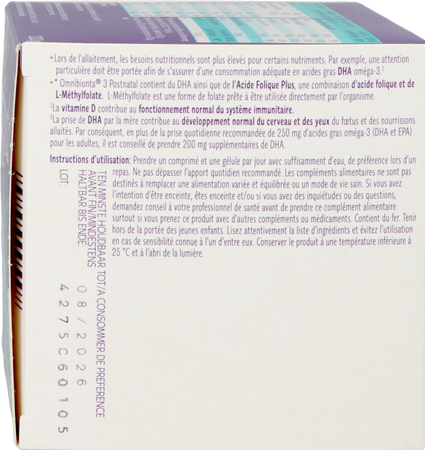 • Lors de l'allaitement, les besoins nutritionnels sont plus élevés pour certains nutriments. Par exemple, une attention
particulière doit être portée afin de s'assurer d'une consommation adéquate en acides gras DHA oméga-3.²
• * Omnibionta® 3 Postnatal contient du DHA ainsi que de l'Acide Folique Plus, une combinaison d'acide folique et de
L-Méthylfolate. L-Méthylfolate est une forme de folate prête à être utilisée directement par l'organisme.
¹La vitamine D contribue au fonctionnement normal du système immunitaire.
²La prise de DHA par la mère contribue au développement normal du cerveau et des yeux du fœtus et des nourrissons
allaités. Par conséquent, en plus de la prise quotidienne recommandée de 250 mg d'acides gras oméga-3 (DHA et EPA)
pour les adultes, il est conseillé de prendre 200 mg supplémentaires de DHA.
Instructions d'utilisation: Prendre un comprimé et une gélule par jour avec suffisamment d'eau, de préférence lors d'un
repas. Ne pas dépasser l'apport quotidien recommandé. Les compléments alimentaires ne sont pas
destinés à remplacer une alimentation variée et équilibrée ou un mode de vie sain. Si vous avez
l'intention d'être enceinte, êtes enceinte et/ou si vous avez des inquiétudes ou des questions,
demandez conseil à votre professionnel de santé avant de prendre ce complément alimentaire
surtout si vous prenez ce produit avec d'autres compléments ou médicaments. Contient du fer. Tenir
hors de la portée des jeunes enfants. Lisez attentivement la liste d'ingrédients et évitez l'utilisation
en cas de sensibilité connue à l'un d'entre eux. Conserver le produit à une température inférieure à
25 °C et à l'abri de la lumière.
TEN MINSTE HOUDBAAR TOT/A CONSOMMER DE PREFERENCE
AVANT FIN/MINDESTENS
HALTBAR BIS ENDE:
LOT:
08/2026
4275C60105